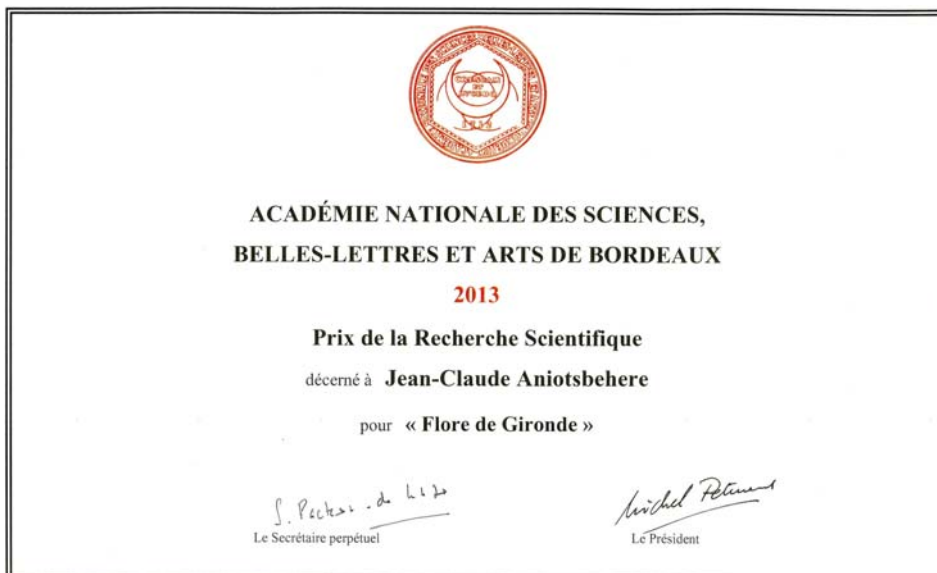 ACADÉMIE NATIONALE DES SCIENCES,
BELLES-LETTRES ET ARTS DE BORDEAUX
2013
Prix de la Recherche Scientifique
décerné à Jean-Claude Aniotsbehere
pour « Flore de Gironde »
Michel
Le Secrétaire perpétuel
Le Président